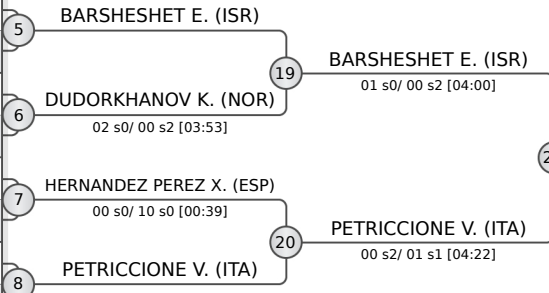 BARSHESHET E. (ISR)
5
BARSHESHET E. (ISR)
19
01 s0/ 00 s2 [04:00]
DUDORKHANOV K. (NOR)
6
02 s0/ 00 s2 [03:53]
HERNANDEZ PEREZ X. (ESP)
7
00 s0/ 10 s0 [00:39]
PETRICCIONE V. (ITA)
20
00 s2/ 01 s1 [04:22]
PETRICCIONE V. (ITA)
8